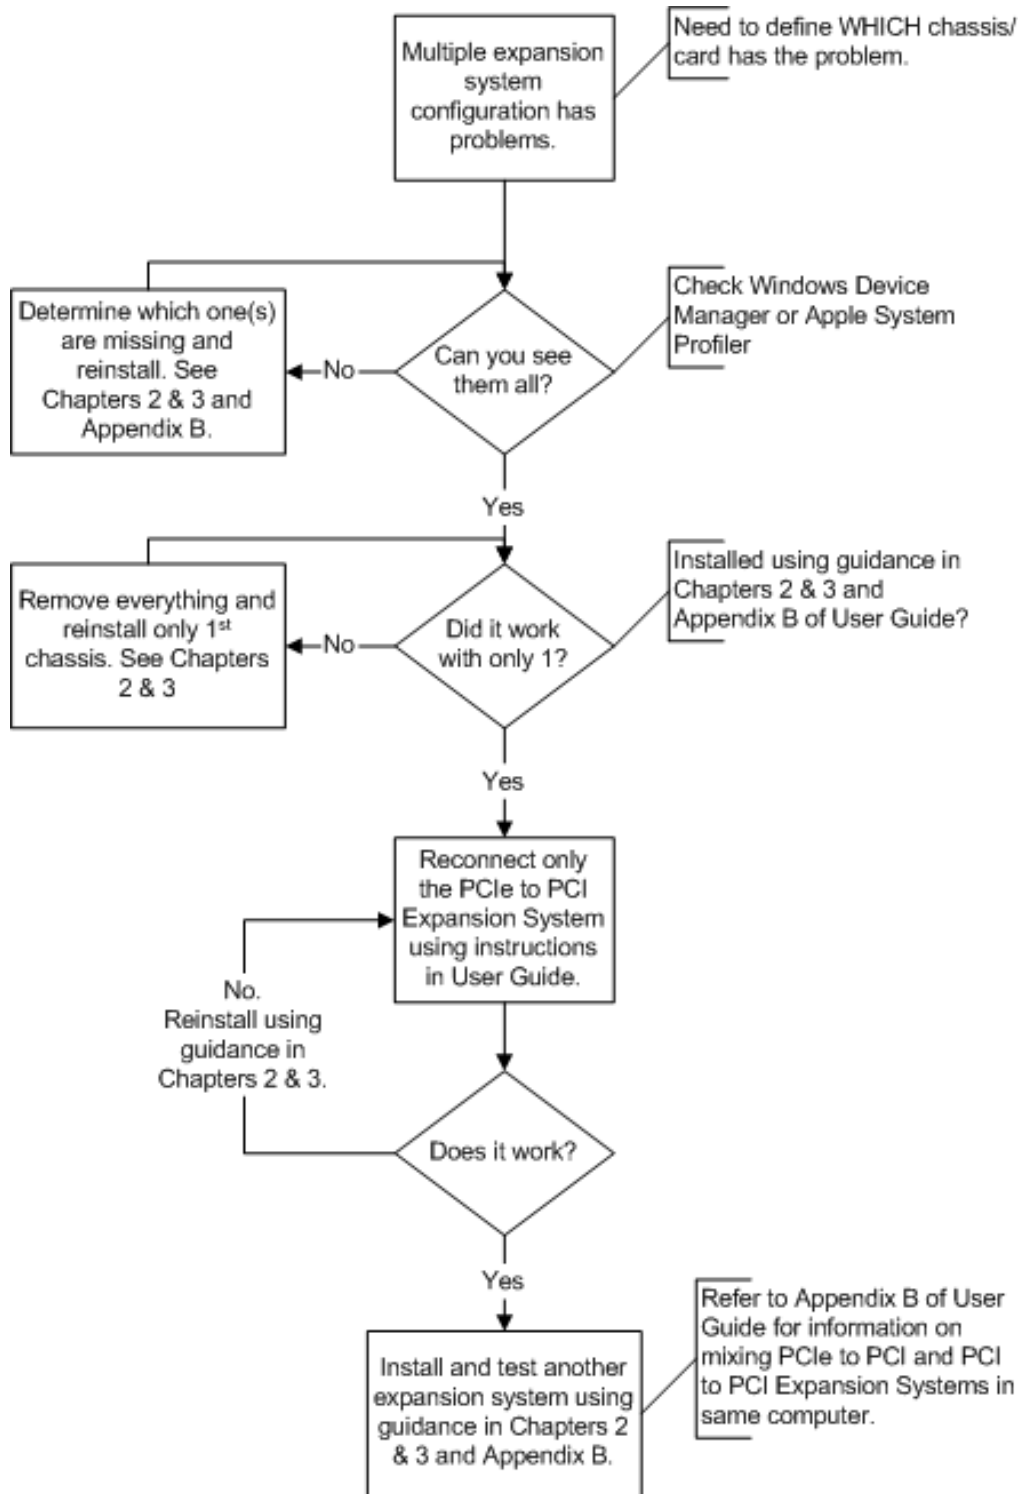 Multiple expansion
system
configuration has
problems.
Need to define WHICH chassis/
card has the problem.
Determine which one(s)
are missing and
reinstall. See
Chapters 2 & 3 and
Appendix B.
No
Can you see
them all?
Check Windows Device
Manager or Apple System
Profiler
Yes
Remove everything and
reinstall only 1st
chassis. See Chapters
2 & 3
No
Did it work
with only 1?
Installed using guidance in
Chapters 2 & 3 and
Appendix B of User Guide?
Yes
Reconnect only
the PCIe to PCI
Expansion System
using instructions
in User Guide.
No.
Reinstall using
guidance in
Chapters 2 & 3.
Does it work?
Yes
Install and test another
expansion system using
guidance in Chapters 2
& 3 and Appendix B.
Refer to Appendix B of User
Guide for information on
mixing PCIe to PCI and PCI
to PCI Expansion Systems in
same computer.